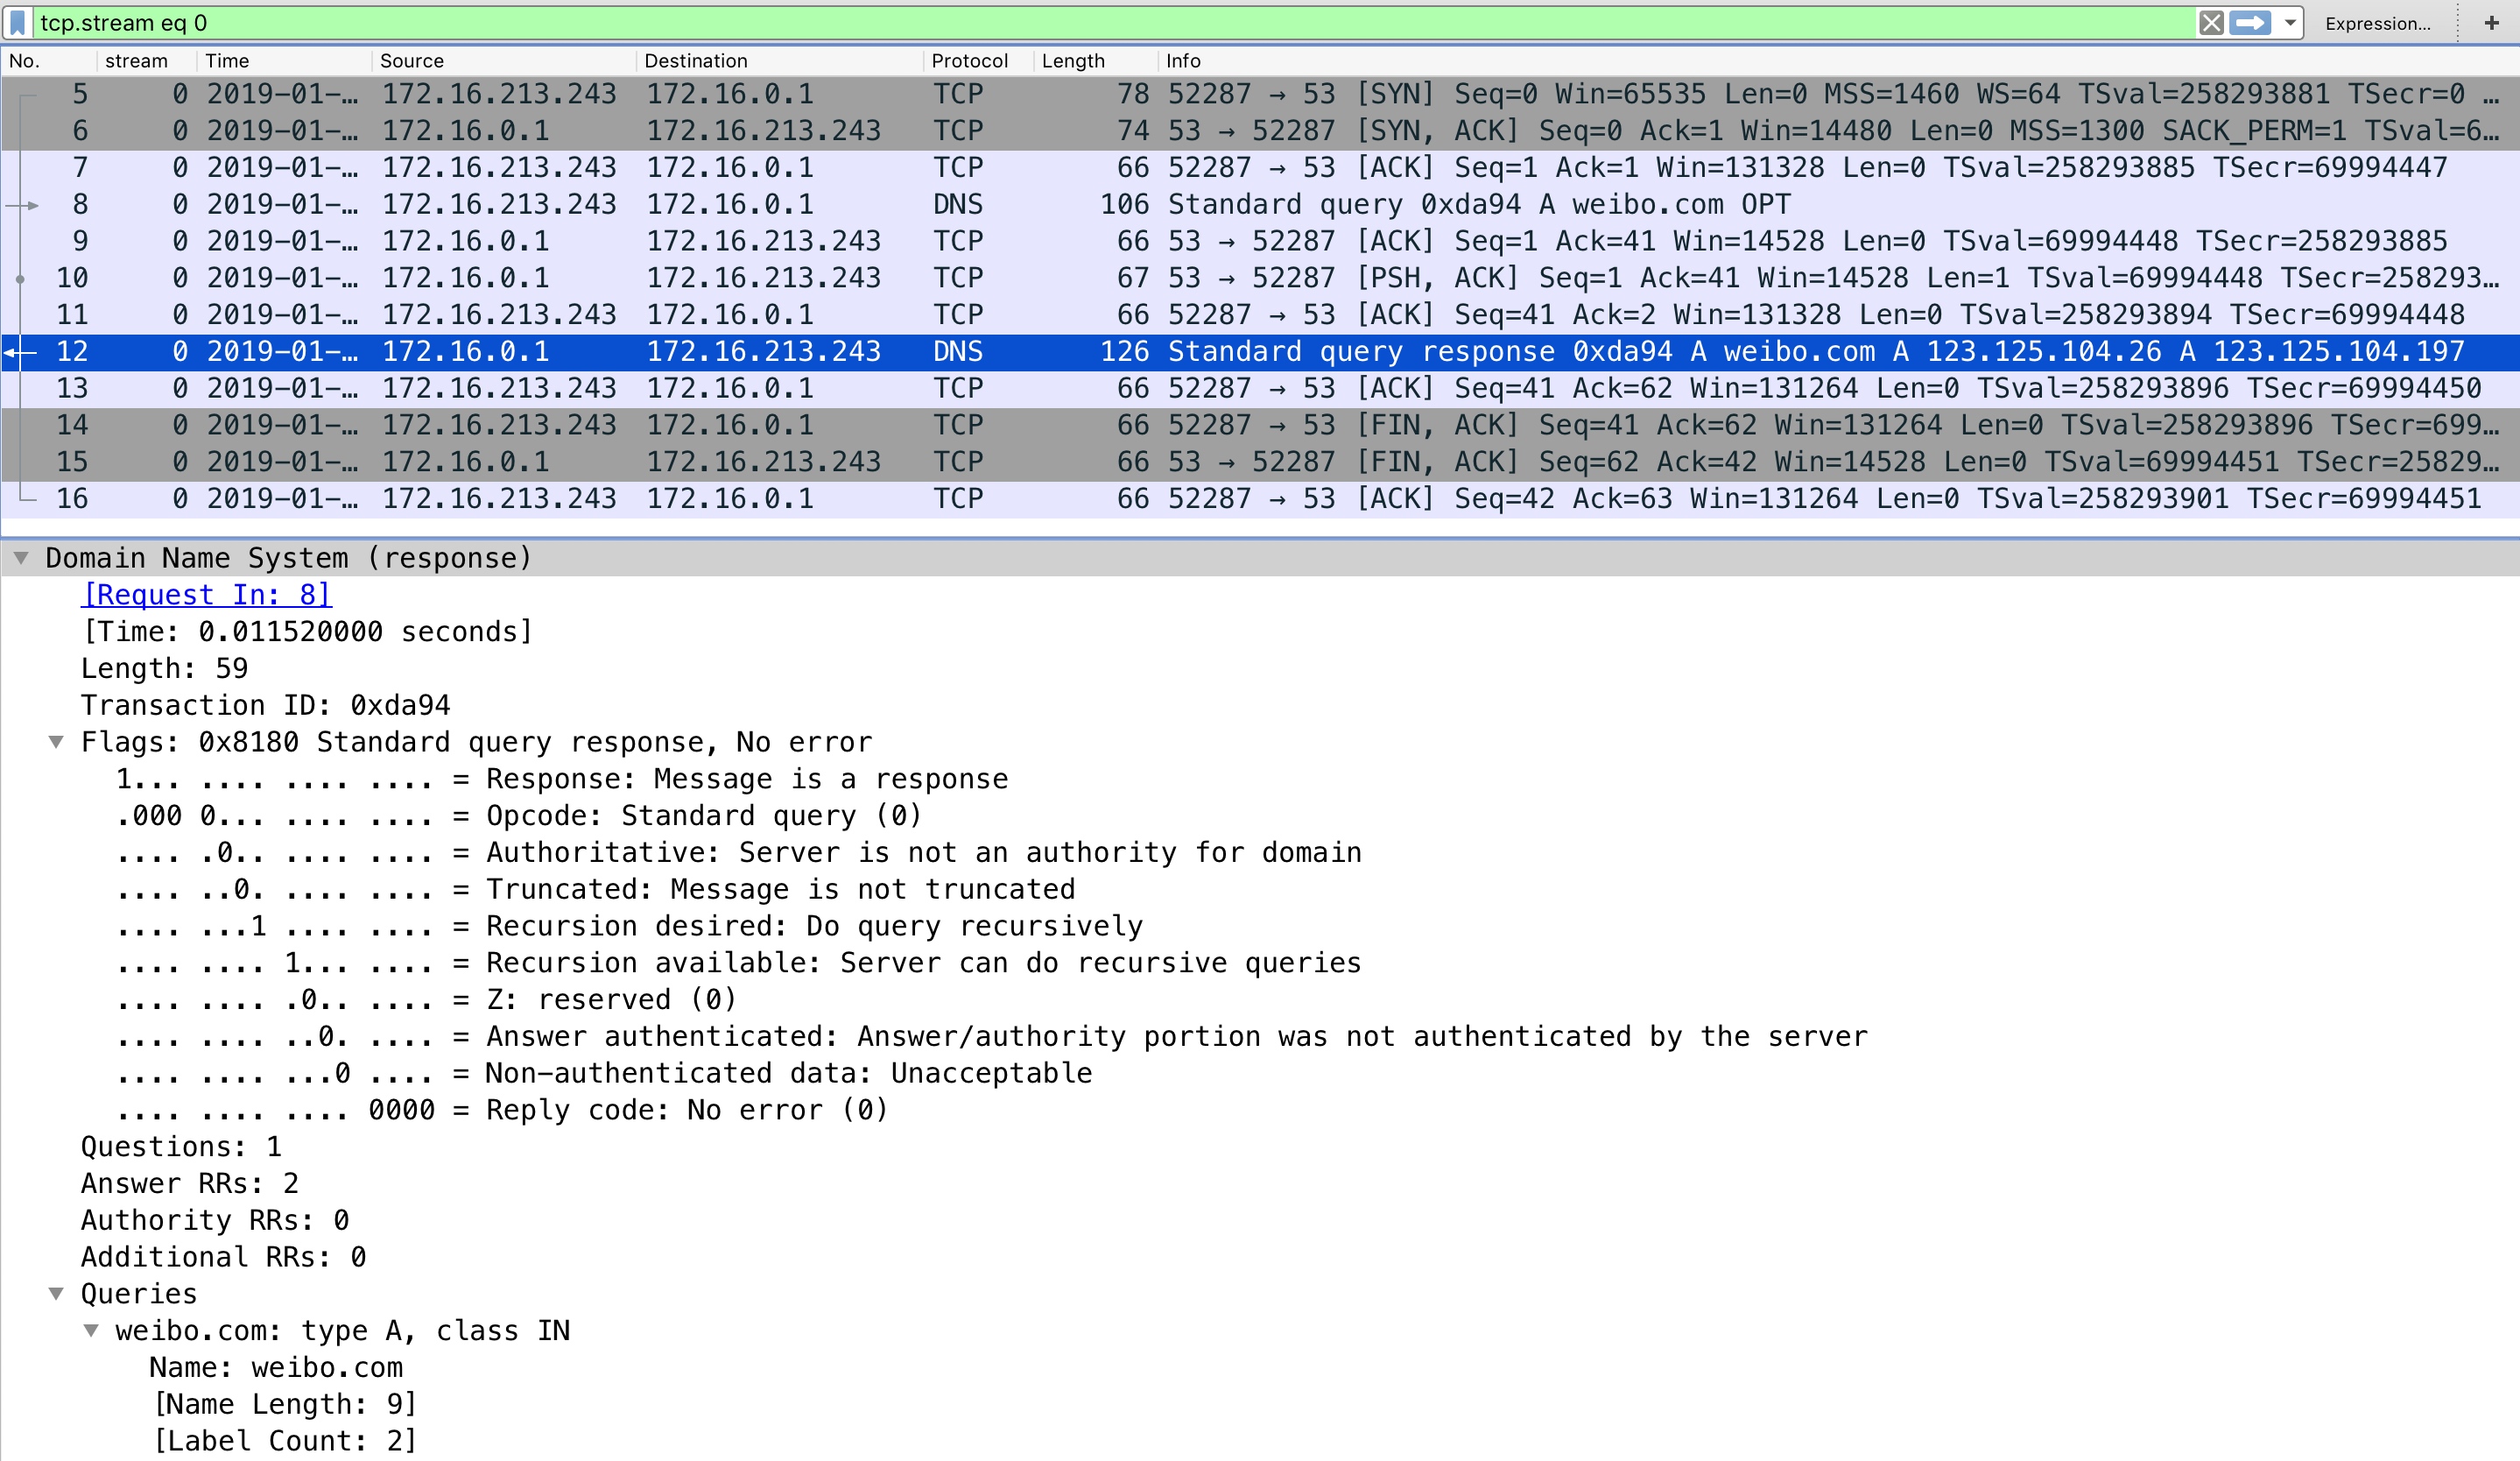 tcp.stream eq 0 Expression... +
No. stream Time Source Destination Protocol Length Info
5 0 2019-01-… 172.16.213.243 172.16.0.1 TCP 78 52287 → 53 [SYN] Seq=0 Win=65535 Len=0 MSS=1460 WS=64 TSval=258293881 TSecr=0 …
6 0 2019-01-… 172.16.0.1 172.16.213.243 TCP 74 53 → 52287 [SYN, ACK] Seq=0 Ack=1 Win=14480 Len=0 MSS=1300 SACK_PERM=1 TSval=6…
7 0 2019-01-… 172.16.213.243 172.16.0.1 TCP 66 52287 → 53 [ACK] Seq=1 Ack=1 Win=131328 Len=0 TSval=258293885 TSecr=69994447
8 0 2019-01-… 172.16.213.243 172.16.0.1 DNS 106 Standard query 0xda94 A weibo.com OPT
9 0 2019-01-… 172.16.0.1 172.16.213.243 TCP 66 53 → 52287 [ACK] Seq=1 Ack=41 Win=14528 Len=0 TSval=69994448 TSecr=258293885
10 0 2019-01-… 172.16.0.1 172.16.213.243 TCP 67 53 → 52287 [PSH, ACK] Seq=1 Ack=41 Win=14528 Len=1 TSval=69994448 TSecr=258293…
11 0 2019-01-… 172.16.213.243 172.16.0.1 TCP 66 52287 → 53 [ACK] Seq=41 Ack=2 Win=131328 Len=0 TSval=258293894 TSecr=69994448
12 0 2019-01-… 172.16.0.1 172.16.213.243 DNS 126 Standard query response 0xda94 A weibo.com A 123.125.104.26 A 123.125.104.197
13 0 2019-01-… 172.16.213.243 172.16.0.1 TCP 66 52287 → 53 [ACK] Seq=41 Ack=62 Win=131264 Len=0 TSval=258293896 TSecr=69994450
14 0 2019-01-… 172.16.213.243 172.16.0.1 TCP 66 52287 → 53 [FIN, ACK] Seq=41 Ack=62 Win=131264 Len=0 TSval=258293896 TSecr=699…
15 0 2019-01-… 172.16.0.1 172.16.213.243 TCP 66 53 → 52287 [FIN, ACK] Seq=62 Ack=42 Win=14528 Len=0 TSval=69994451 TSecr=25829…
16 0 2019-01-… 172.16.213.243 172.16.0.1 TCP 66 52287 → 53 [ACK] Seq=42 Ack=63 Win=131264 Len=0 TSval=258293901 TSecr=69994451
Domain Name System (response)
[Request In: 8]
[Time: 0.011520000 seconds]
Length: 59
Transaction ID: 0xda94
Flags: 0x8180 Standard query response, No error
1... .... .... .... = Response: Message is a response
.000 0... .... .... = Opcode: Standard query (0)
.... .0.. .... .... = Authoritative: Server is not an authority for domain
.... ..0. .... .... = Truncated: Message is not truncated
.... ...1 .... .... = Recursion desired: Do query recursively
.... .... 1... .... = Recursion available: Server can do recursive queries
.... .... .0.. .... = Z: reserved (0)
.... .... ..0. .... = Answer authenticated: Answer/authority portion was not authenticated by the server
.... .... ...0 .... = Non-authenticated data: Unacceptable
.... .... .... 0000 = Reply code: No error (0)
Questions: 1
Answer RRs: 2
Authority RRs: 0
Additional RRs: 0
Queries
weibo.com: type A, class IN
Name: weibo.com
[Name Length: 9]
[Label Count: 2]